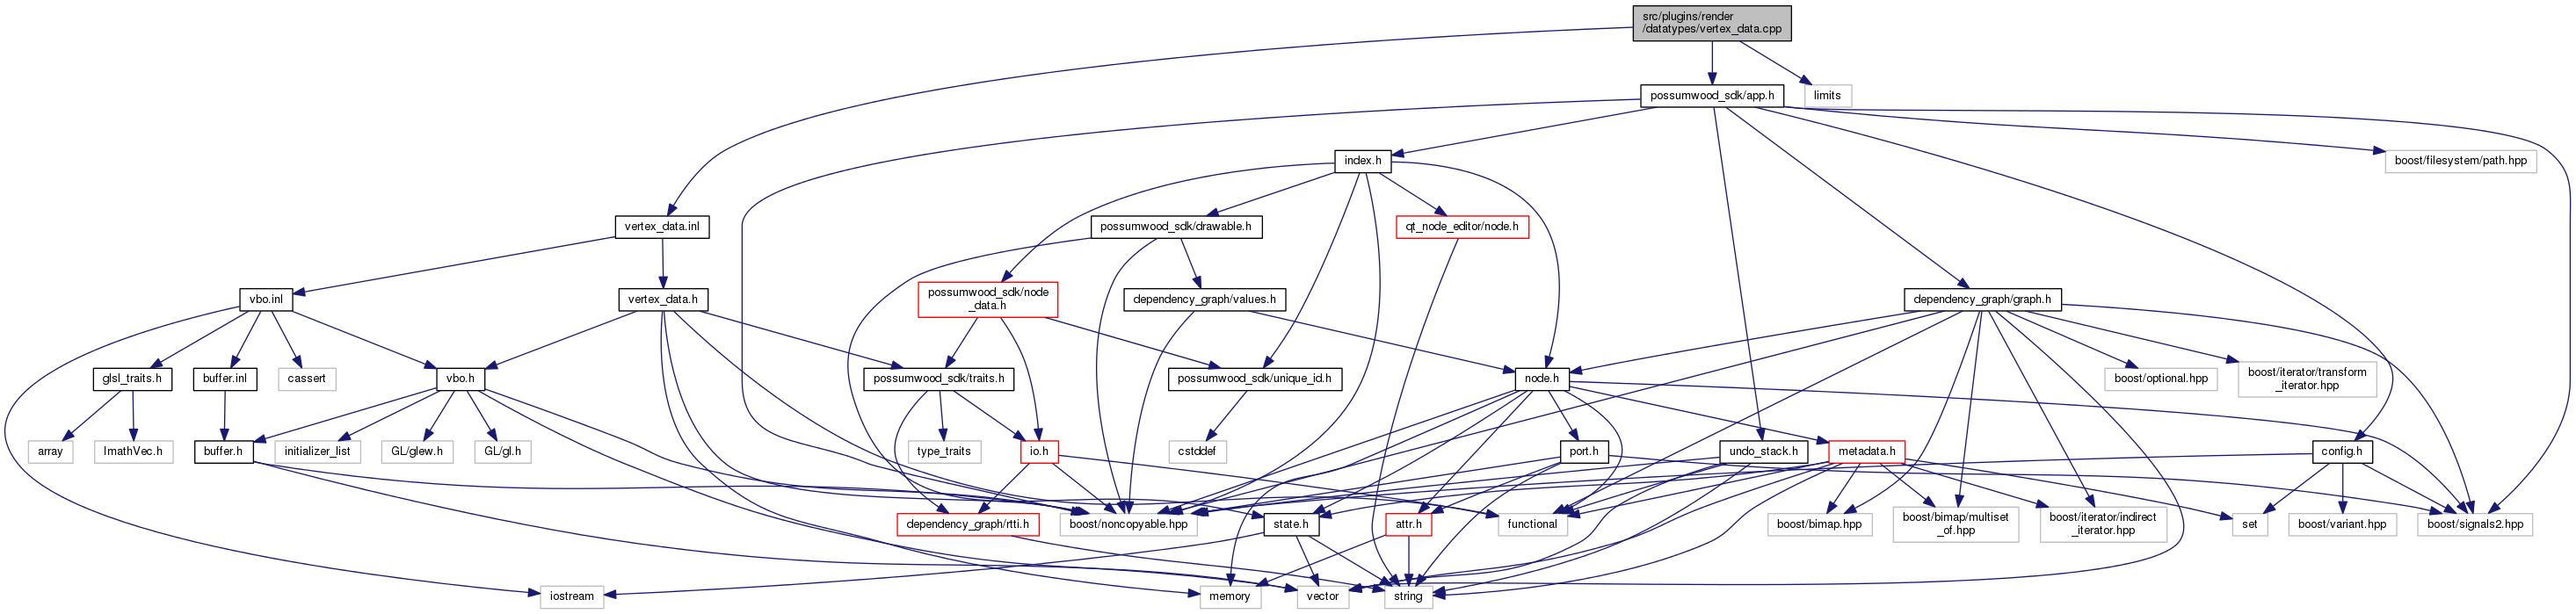 src/plugins/render
/datatypes/vertex_data.cpp
possumwood_sdk/app.h
limits
index.h
boost/filesystem/path.hpp
vertex_data.inl
possumwood_sdk/drawable.h
qt_node_editor/node.h
vbo.inl
vertex_data.h
possumwood_sdk/node
_data.h
dependency_graph/values.h
dependency_graph/graph.h
glsl_traits.h
buffer.inl
cassert
vbo.h
possumwood_sdk/traits.h
possumwood_sdk/unique_id.h
node.h
boost/optional.hpp
boost/iterator/transform
_iterator.hpp
array
ImathVec.h
buffer.h
initializer_list
GL/glew.h
GL/gl.h
type_traits
io.h
cstddef
port.h
undo_stack.h
metadata.h
config.h
dependency_graph/rtti.h
boost/noncopyable.hpp
state.h
attr.h
functional
boost/bimap.hpp
boost/bimap/multiset
_of.hpp
boost/iterator/indirect
_iterator.hpp
set
boost/variant.hpp
boost/signals2.hpp
iostream
memory
vector
string